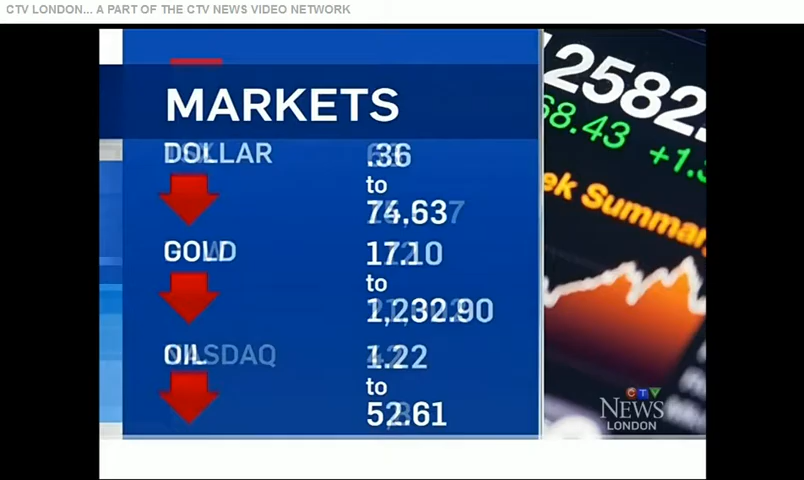 CTV LONDON... A PART OF THE CTV NEWS VIDEO NETWORK
MARKETS
DOLLAR .36
to
74.63
GOLD 17.10
to
1,232.90
OIL 1.22
to
52.61
NASDAQ
68.43
+1.
ek Summar
CTV
NEWS
LONDON